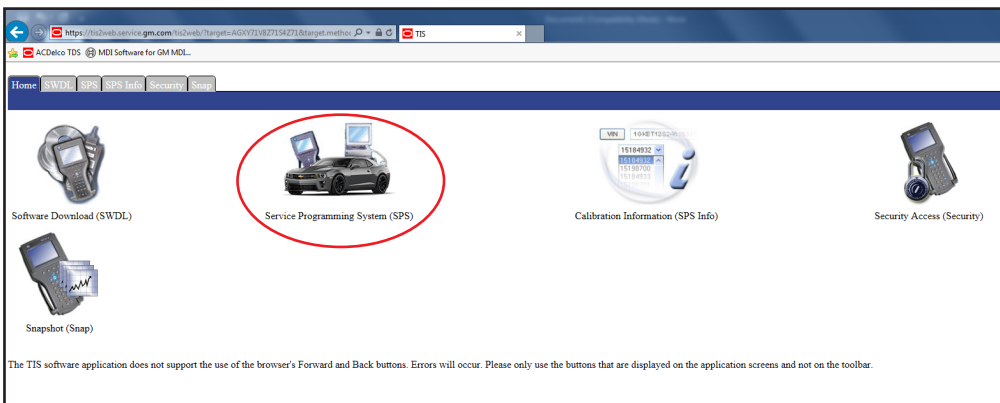 https://tis2web.service.gm.com/tis2web/?target=AGXY71V8Z71S4Z71&target.method
TIS
ACDelco TDS MDI Software for GM MDI...
Home SWDL SPS SPS Info Security Snap
VIN
15184932
15184932
15198700
15184933
Software Download (SWDL) Service Programming System (SPS) Calibration Information (SPS Info) Security Access (Security)
Snapshot (Snap)
The TIS software application does not support the use of the browser's Forward and Back buttons. Errors will occur. Please only use the buttons that are displayed on the application screens and not on the toolbar.